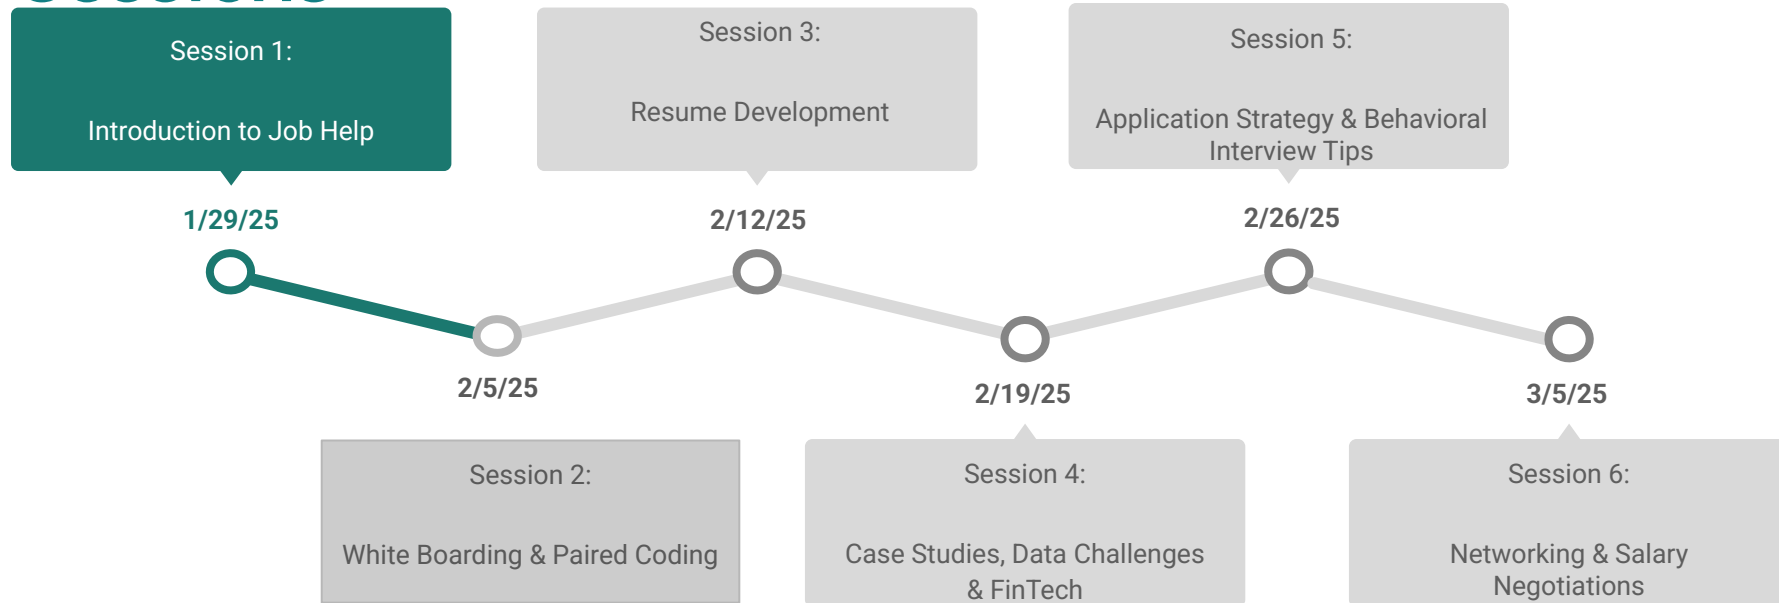 Sessions
Session 1:
Introduction to Job Help
1/29/25
Session 3:
Resume Development
2/12/25
Session 5:
Application Strategy & Behavioral
Interview Tips
2/26/25
2/5/25
Session 2:
White Boarding & Paired Coding
2/19/25
Session 4:
Case Studies, Data Challenges
& FinTech
3/5/25
Session 6:
Networking & Salary
Negotiations